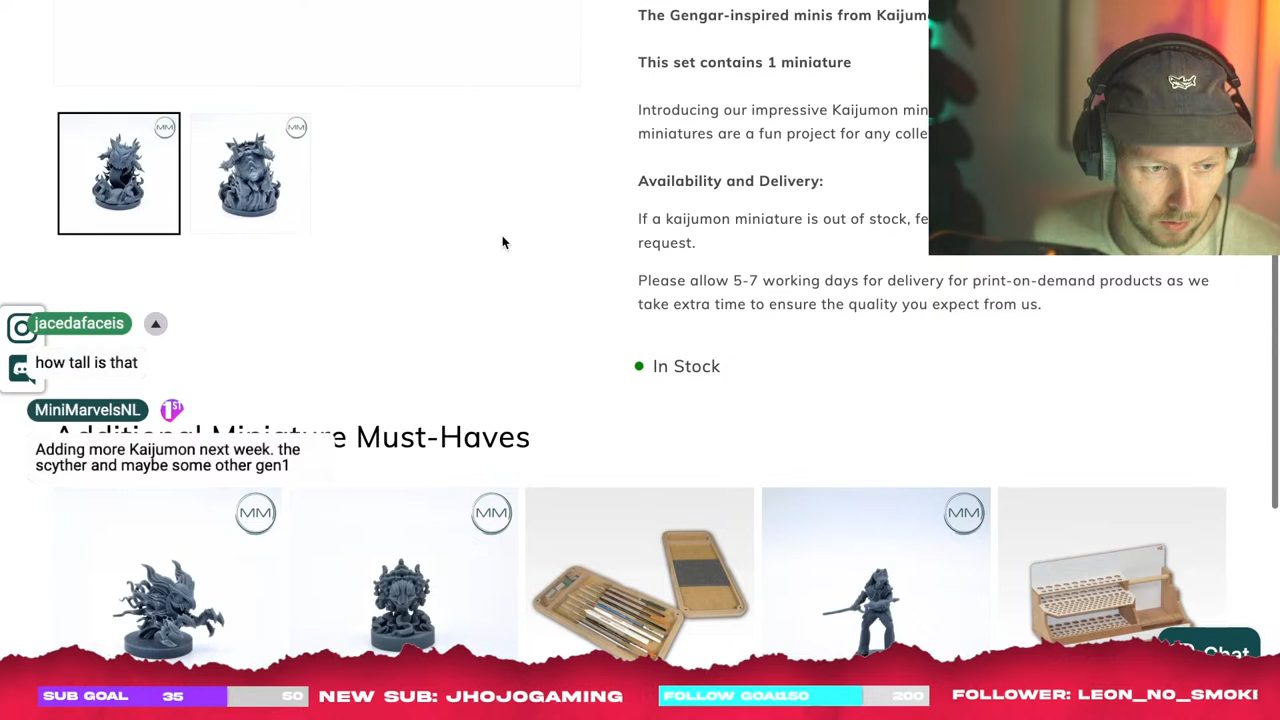 The Gengar-inspired minis from Kaijum
This set contains 1 miniature
Introducing our impressive Kaijumon min
miniatures are a fun project for any colle
Availability and Delivery:
If a kaijumon miniature is out of stock, fe
request.
Please allow 5-7 working days for delivery for print-on-demand products as we
take extra time to ensure the quality you expect from us.
In Stock
MM
MM
jacedafaceis
how tall is that
MiniMarvelsNL
1ST
Adding more Kaijumon next week. the
scyther and maybe some other gen1
Additional Miniature Must-Haves
MM
MM
MM
Chat
SUB GOAL 35 50 NEW SUB: JHOJOGAMING FOLLOW GOAL 150 200 FOLLOWER: LEON_NO_SMOKI